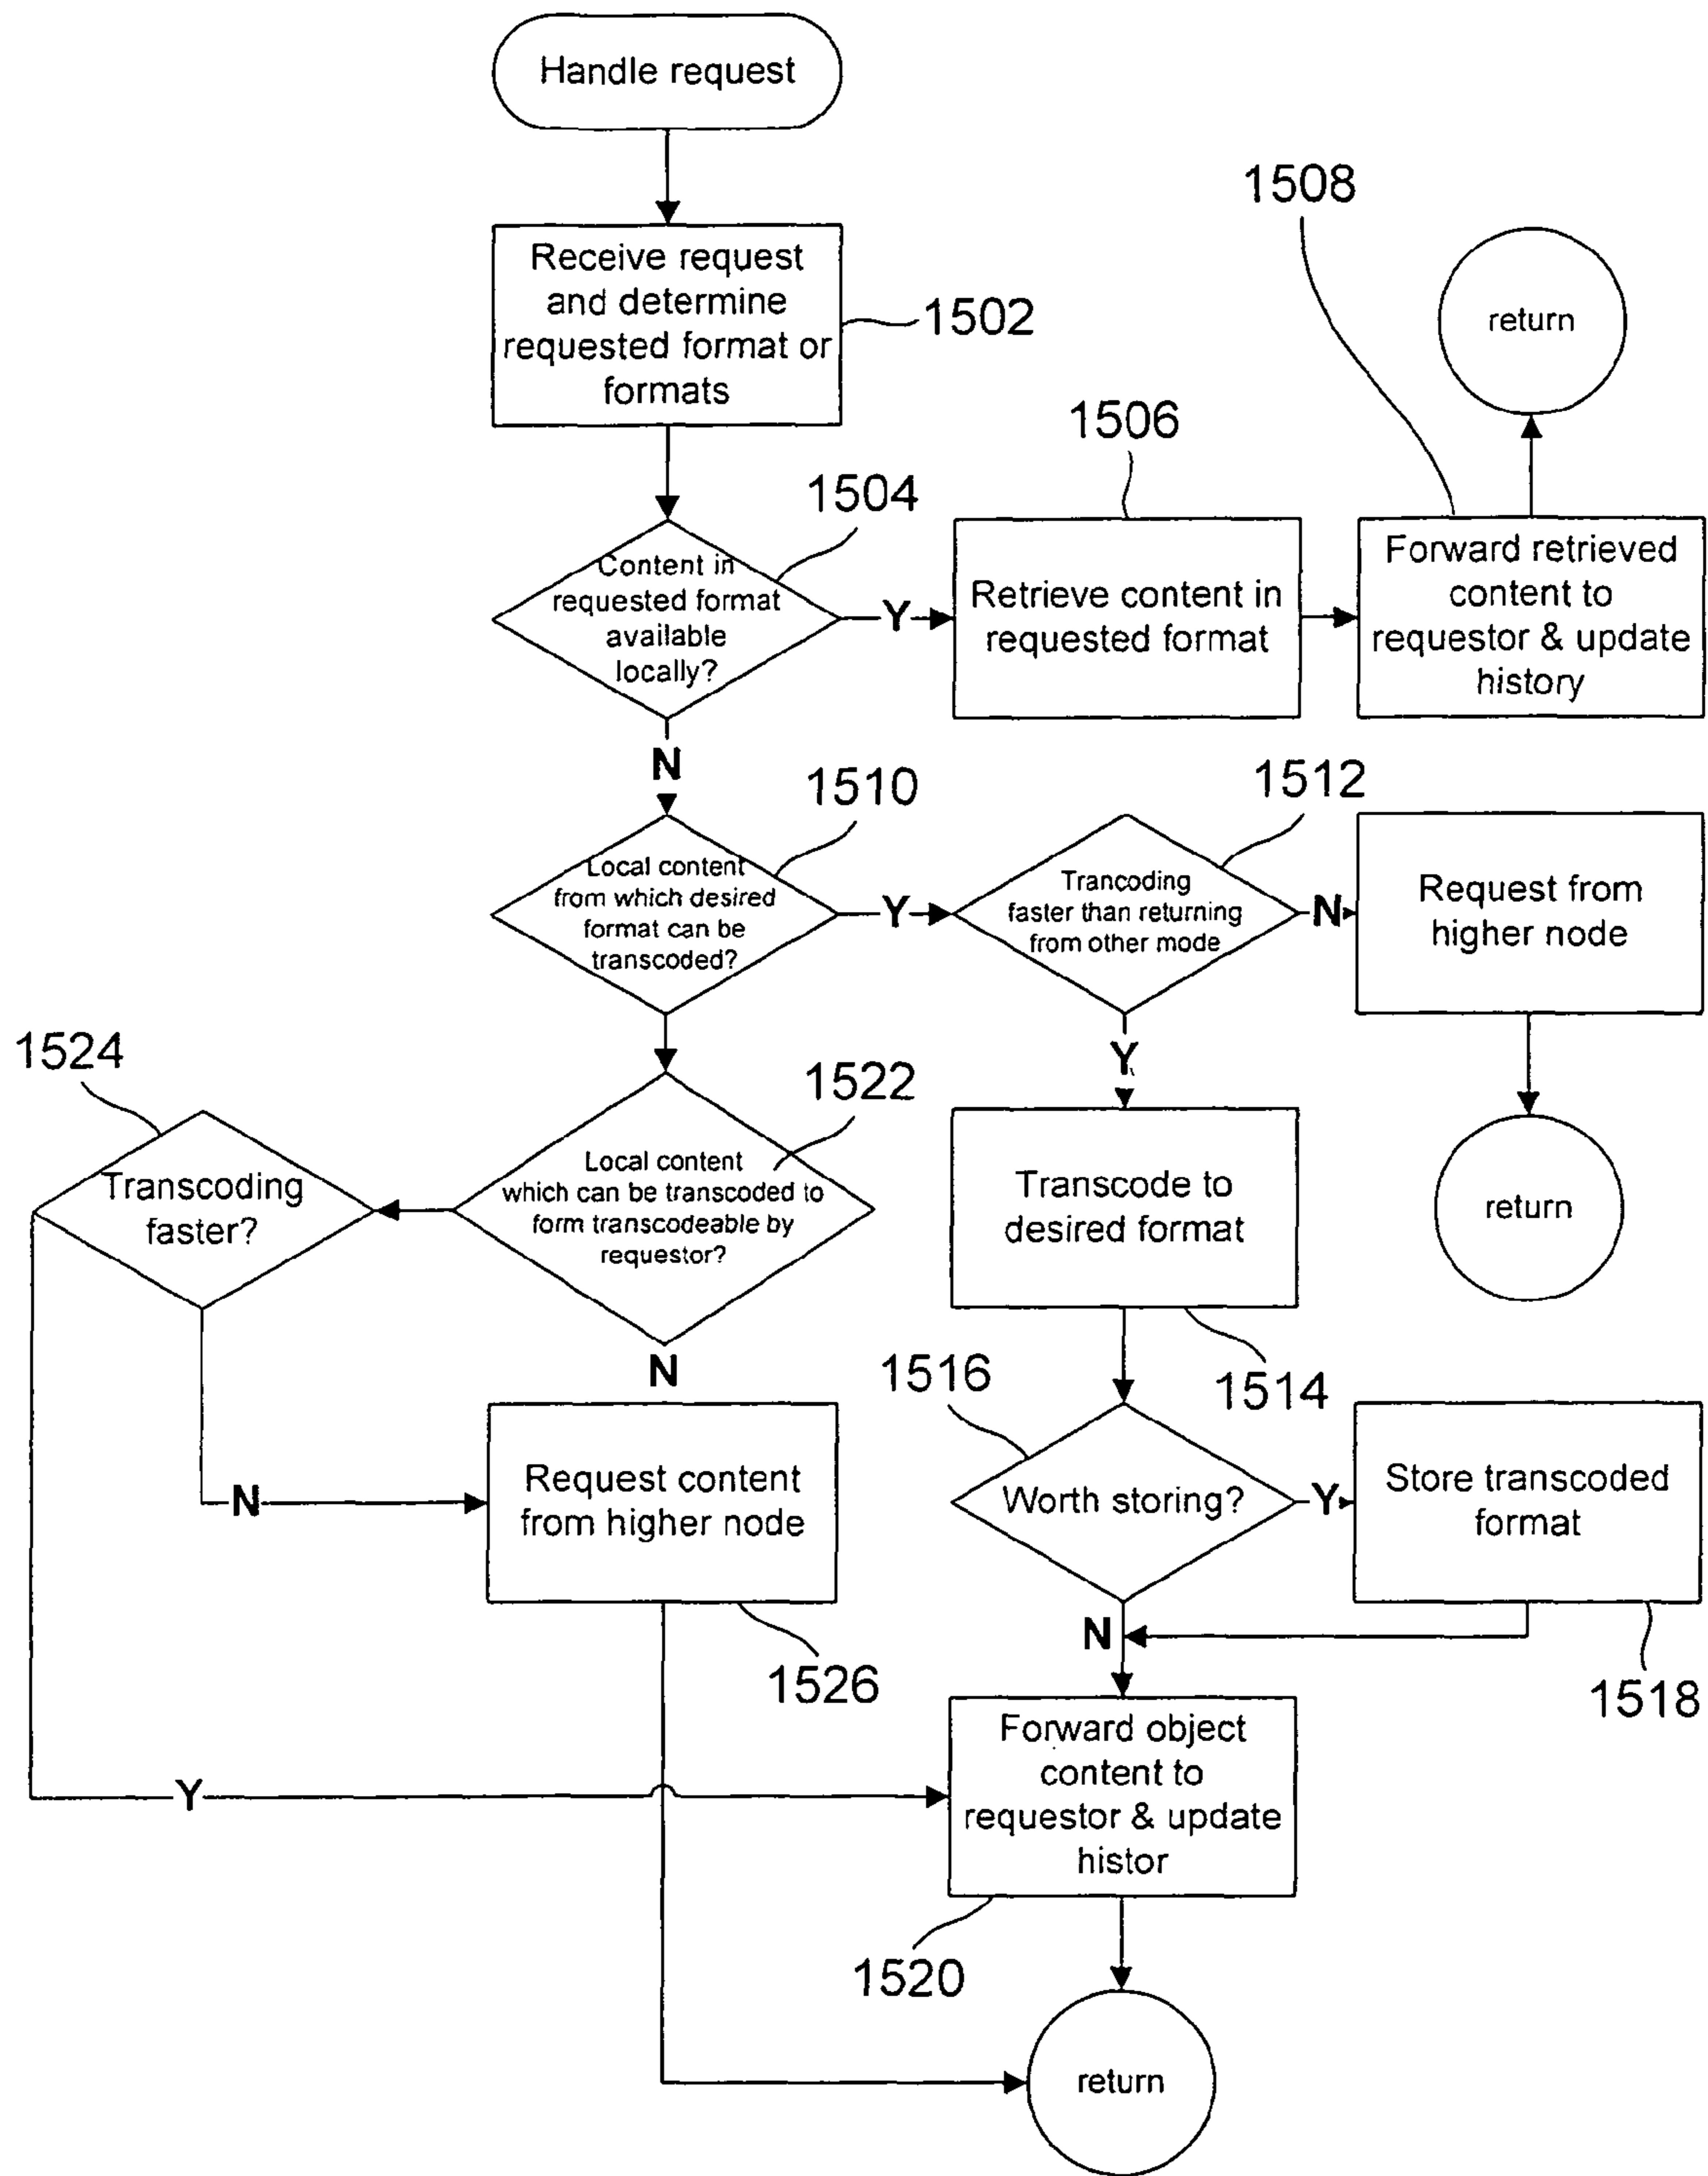 Handle request
Receive request
and determine
requested format or
formats
1502
1508
return
1504
Content in
requested format
available
locally?
Y
1506
Retrieve content in
requested format
Forward retrieved
content to
requestor & update
history
N
1510
Local content
from which desired
format can be
transcoded?
Y
1512
Trancoding
faster than returning
from other mode
N
Request from
higher node
return
Y
1524
Transcoding
faster?
1522
Local content
which can be transcoded to
form transcodeable by
requestor?
N
Transcode to
desired format
1514
1516
Worth storing?
Y
Store transcoded
format
1518
N
N
Request content
from higher node
1526
Y
Forward object
content to
requestor & update
histor
1520
return